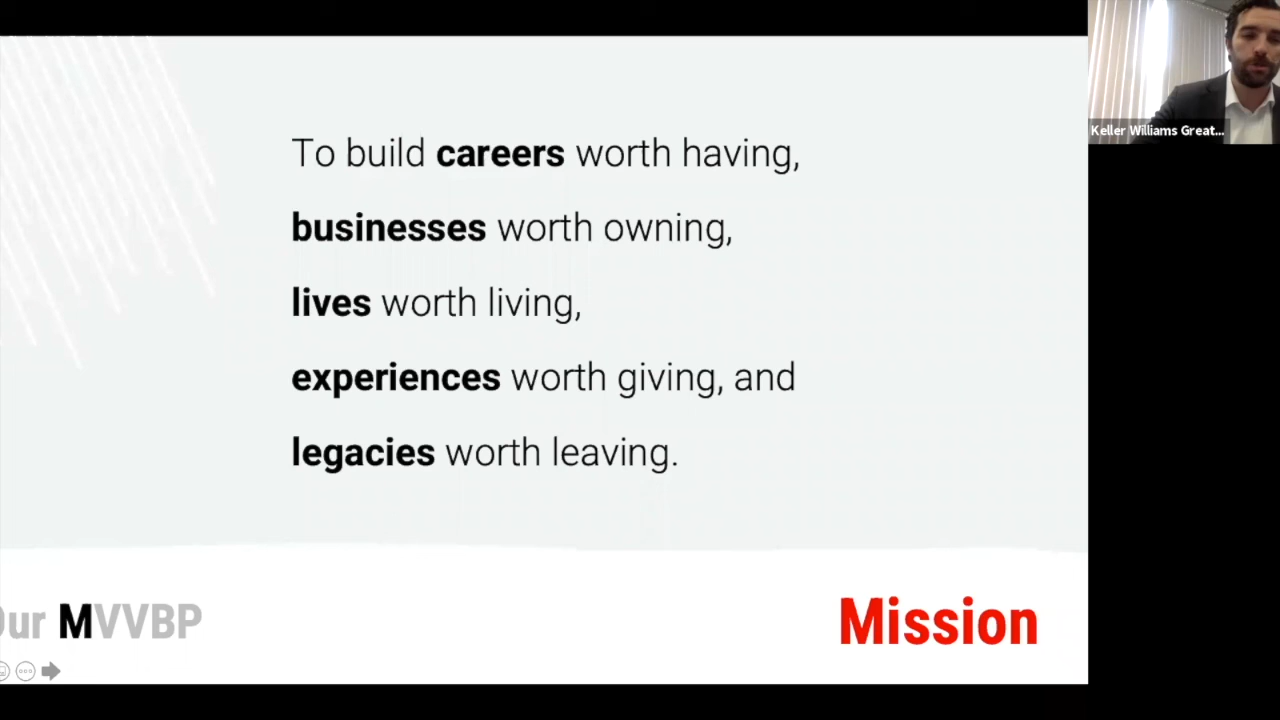 To build careers worth having,
businesses worth owning,
lives worth living,
experiences worth giving, and
legacies worth leaving.
Our MVVBP
Mission
Keller Williams Great...